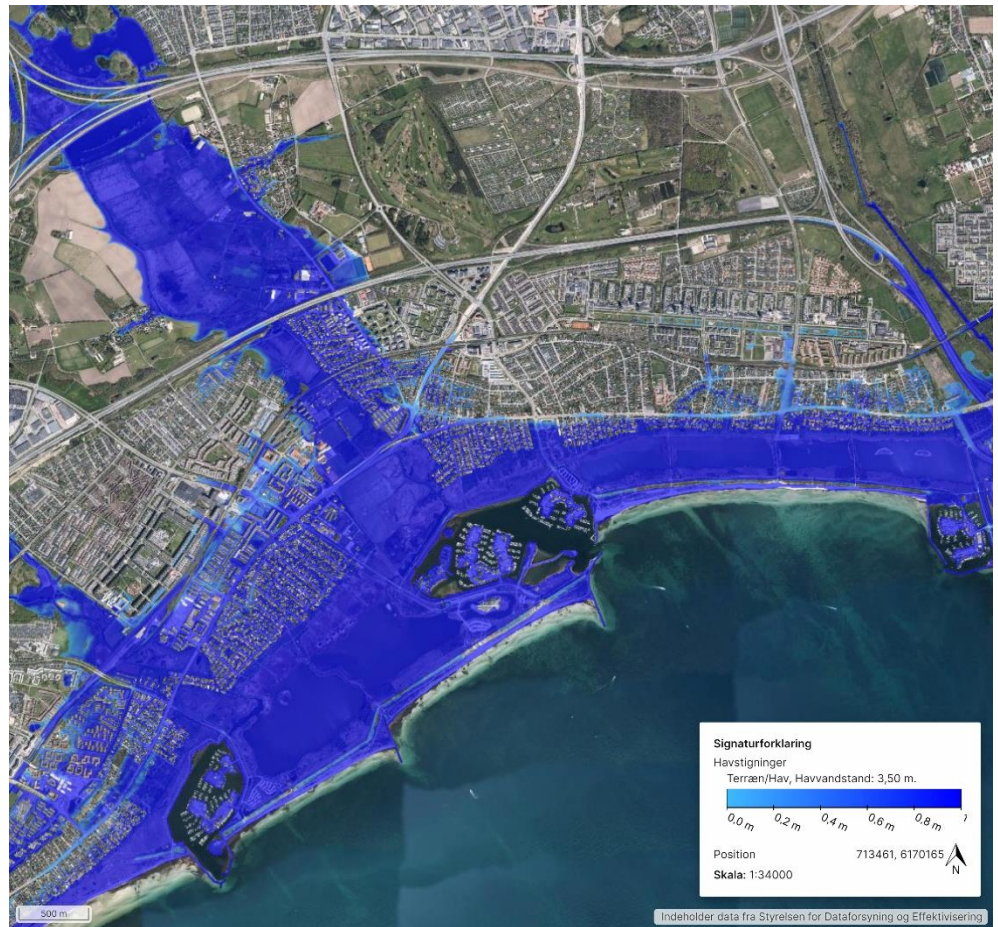 Signaturforklaring
Havstigninger
Terræn/Hav, Havvandstand: 3,50 m.
0,0 m 0,2 m 0,4 m 0,6 m 0,8 m
Position 713461, 6170165
N
Skala: 1:34000
500 m
Indeholder data fra Styrelsen for Dataforsyning og Effektivisering